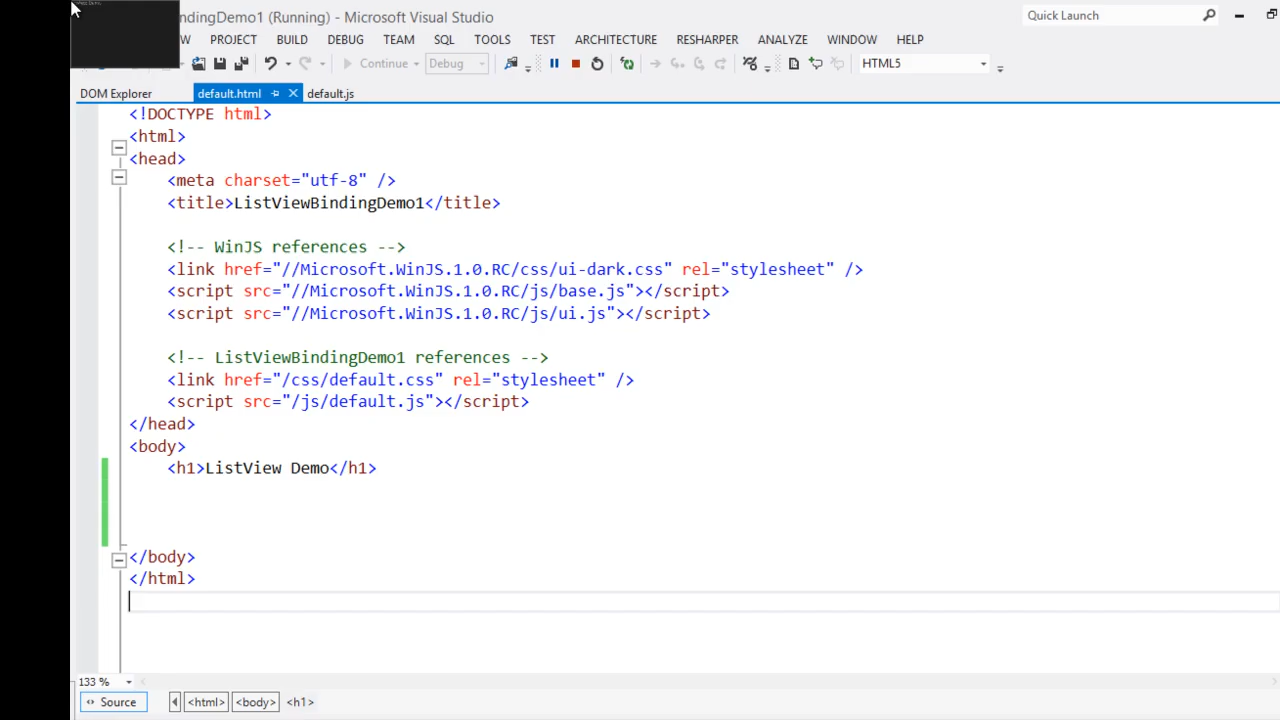 ndingDemo1 (Running) - Microsoft Visual Studio
Quick Launch
W PROJECT BUILD DEBUG TEAM SQL TOOLS TEST ARCHITECTURE RESHARPER ANALYZE WINDOW HELP
Continue Debug HTML5
DOM Explorer default.html default.js
<!DOCTYPE html>
<html>
<head>
<meta charset="utf-8" />
<title>ListViewBindingDemo1</title>
<!-- WinJS references -->
<link href="//Microsoft.WinJS.1.0.RC/css/ui-dark.css" rel="stylesheet" />
<script src="//Microsoft.WinJS.1.0.RC/js/base.js"></script>
<script src="//Microsoft.WinJS.1.0.RC/js/ui.js"></script>
<!-- ListViewBindingDemo1 references -->
<link href="/css/default.css" rel="stylesheet" />
<script src="/js/default.js"></script>
</head>
<body>
<h1>ListView Demo</h1>
</body>
</html>
133 %
Source <html> <body> <h1>